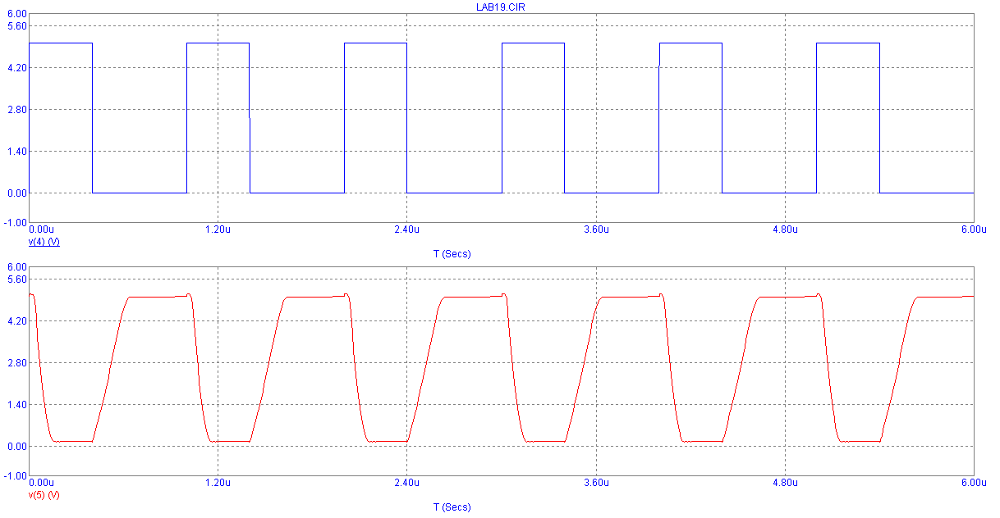 LAB19.CIR
6.00
5.60
4.20
2.80
1.40
0.00
-1.00
0.00u 1.20u 2.40u 3.60u 4.80u 6.00u
v(4) (V)
T (Secs)
6.00
5.60
4.20
2.80
1.40
0.00
-1.00
0.00u 1.20u 2.40u 3.60u 4.80u 6.00u
v(5) (V)
T (Secs)